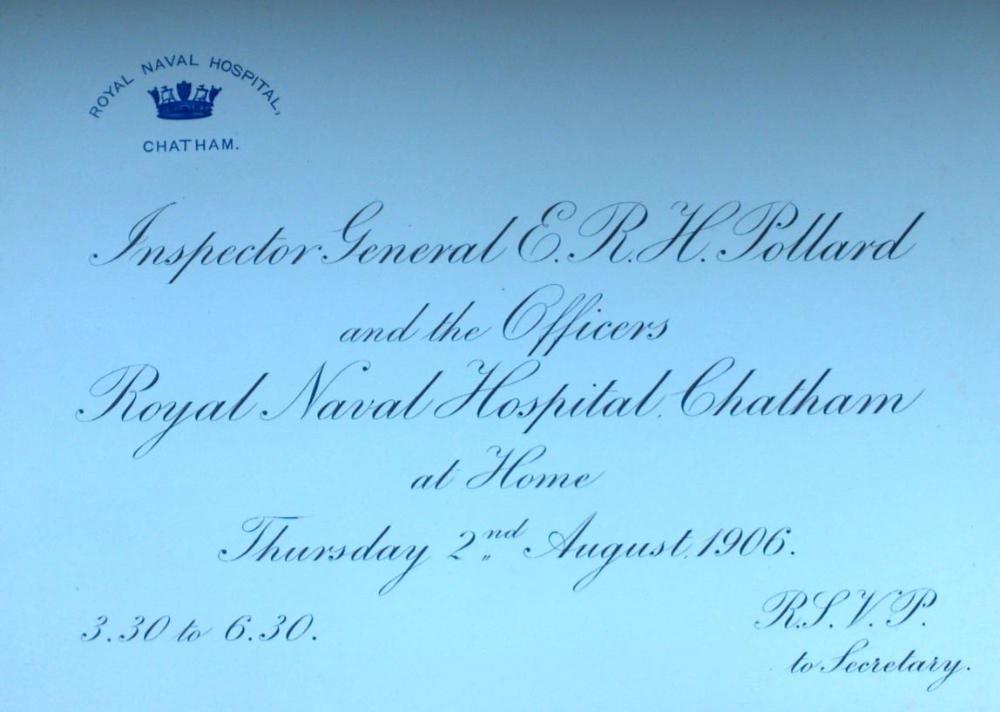 ROYAL NAVAL HOSPITAL,
CHATHAM.
Inspector General E.R.H. Pollard
and the Officers
Royal Naval Hospital, Chatham
at Home
Thursday 2nd August, 1906.
3.30 to 6.30.
R.S.V.P.
to Secretary.